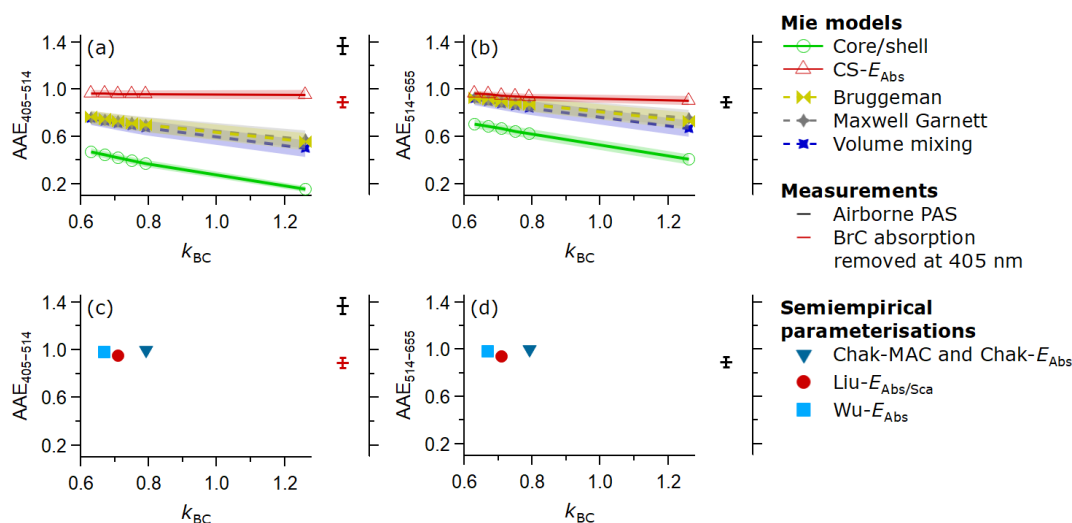 (a)
1.4
1.0
0.6
0.2
AAE405−514
0.6 0.8 1.0 1.2
kBC
(b)
1.4
1.0
0.6
0.2
AAE514−655
0.6 0.8 1.0 1.2
kBC
Mie models
Core/shell
CS-EAbs
Bruggeman
Maxwell Garnett
Volume mixing
Measurements
Airborne PAS
BrC absorption
removed at 405 nm
(c)
1.4
1.0
0.6
0.2
AAE405−514
0.6 0.8 1.0 1.2
kBC
(d)
1.4
1.0
0.6
0.2
AAE514−655
0.6 0.8 1.0 1.2
kBC
Semiempirical
parameterisations
Chak-MAC and Chak-EAbs
Liu-EAbs/Sca
Wu-EAbs